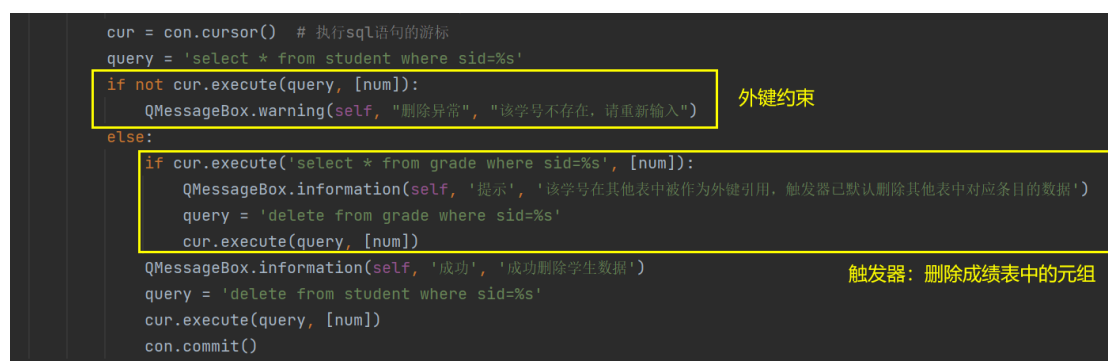 cur = con.cursor()  # 执行sql语句的游标
query = 'select * from student where sid=%s'
if not cur.execute(query, [num]):
QMessageBox.warning(self, "删除异常", "该学号不存在，请重新输入")
外键约束
else:
if cur.execute('select * from grade where sid=%s', [num]):
QMessageBox.information(self, '提示', '该学号在其他表中被作为外键引用，触发器已默认删除其他表中对应条目的数据')
query = 'delete from grade where sid=%s'
cur.execute(query, [num])
QMessageBox.information(self, '成功', '成功删除学生数据')
触发器：删除成绩表中的元组
query = 'delete from student where sid=%s'
cur.execute(query, [num])
con.commit()